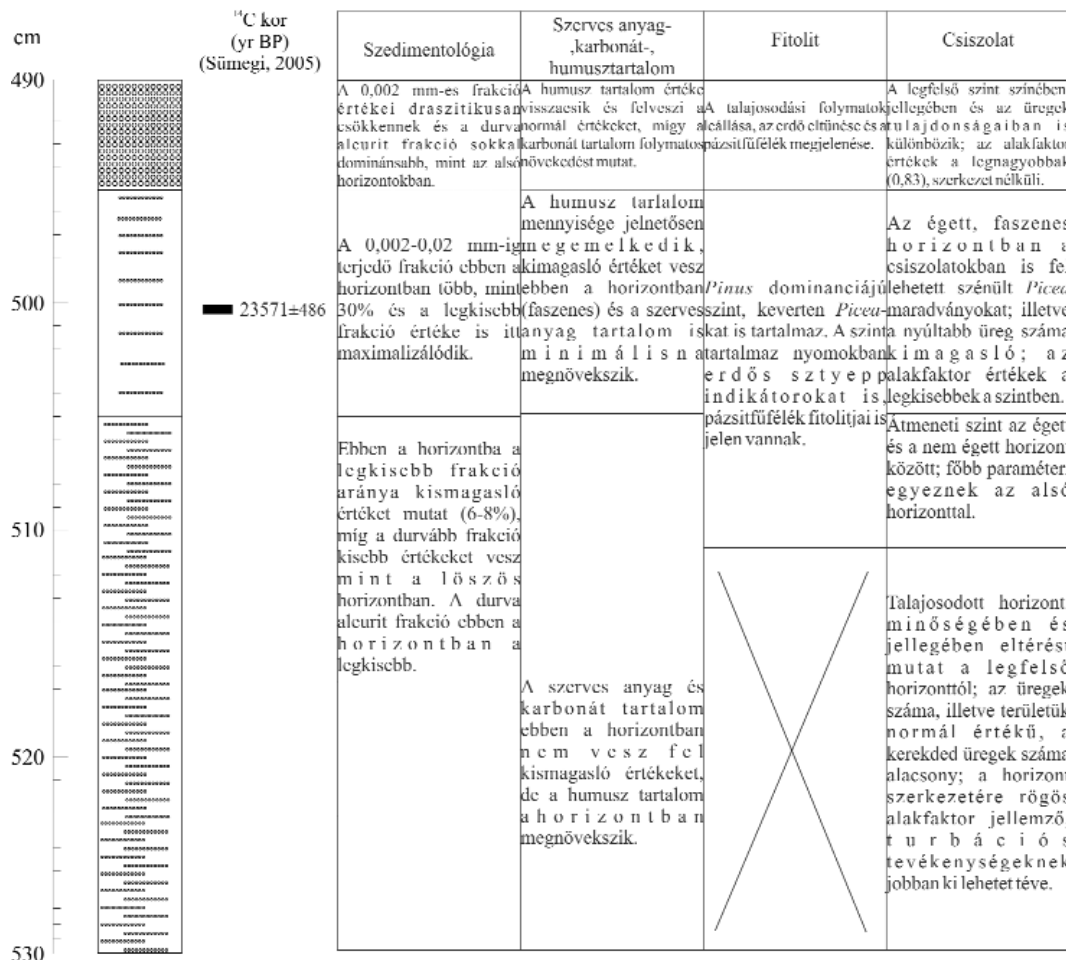 cm
490
500
510
520
530
¹⁴C kor
(yr BP)
(Sümegi, 2005)
23571±486
Szedimentológia
A 0,002 mm-es frakció
értékei drasztikusan
csökkennek és a durva
aleurit frakció sokkal
dominánsabb, mint az alsó
horizontokban.
A 0,002-0,02 mm-ig
terjedő frakció ebben a
horizontban több, mint
30% és a legkisebb
frakció értéke is itt
maximalizálódik.
Ebben a horizontba a
legkisebb frakció
aránya kismagasló
értéket mutat (6-8%),
míg a durvább frakció
kisebb értékeket vesz
mint a löszös
horizontban. A durva
aleurit frakció ebben a
horizontban a
legkisebb.
Szerves anyag-
,karbonát-,
humusztartalom
A humusz tartalom értéke
visszaesik és felveszi a
normál értékeket, mígy a
karbonát tartalom folymatos
növekedést mutat.
A humusz tarlalom
mennyisége jelnetősen
megemelkedik,
kimagasló értéket vesz
ebben a horizontban
(faszenes) és a szerves
anyag tartalom is
minimálisna
megnövekszik.
A szerves anyag és
karbonát tartalom
ebben a horizontban
nem vesz fel
kismagasló értékeket,
de a humusz tartalom
ahorizontban
megnövekszik.
Fitolit
A talajosodási folymatok
leállása, az erdő eltűnése és a
pázsitfűfélék megjelenése.
Pinus dominanciájú
szint, keverten Picea-
kat is tartalmaz. A szint
tartalmaz nyomokban
erdős sztyepp
indikátorokat is,
pázsitfűfélék fitolitjai is
jelen vannak.
Csiszolat
A legfelső szint színében,
jellegében és az üregek
tulajdonságaiban is
különbözik; az alakfaktor
értékek a legnagyobbak
(0,83), szerkezet nélküli.
Az égett, faszenes
horizontban a
csiszolatokban is fel
lehetett szénült Picea
maradványokat; illetve
a nyúltabb üreg száma
kimagasló; az
alakfaktor értékek a
legkisebbek a szintben.
Átmeneti szint az égett
és a nem égett horizont
között; főbb paraméteri
egyeznek az alsó
horizonttal.
Talajosodott horizont,
minőségében és
jellegében eltérést
mutat a legfelső
horizonttól; az üregek
száma, illetve területük
normál értékű, a
kerekded üregek száma
alacsony; a horizont
szerkezetére rögös
alakfaktor jellemző,
turbációs
tevékenységeknek
jobban ki lehetet téve.